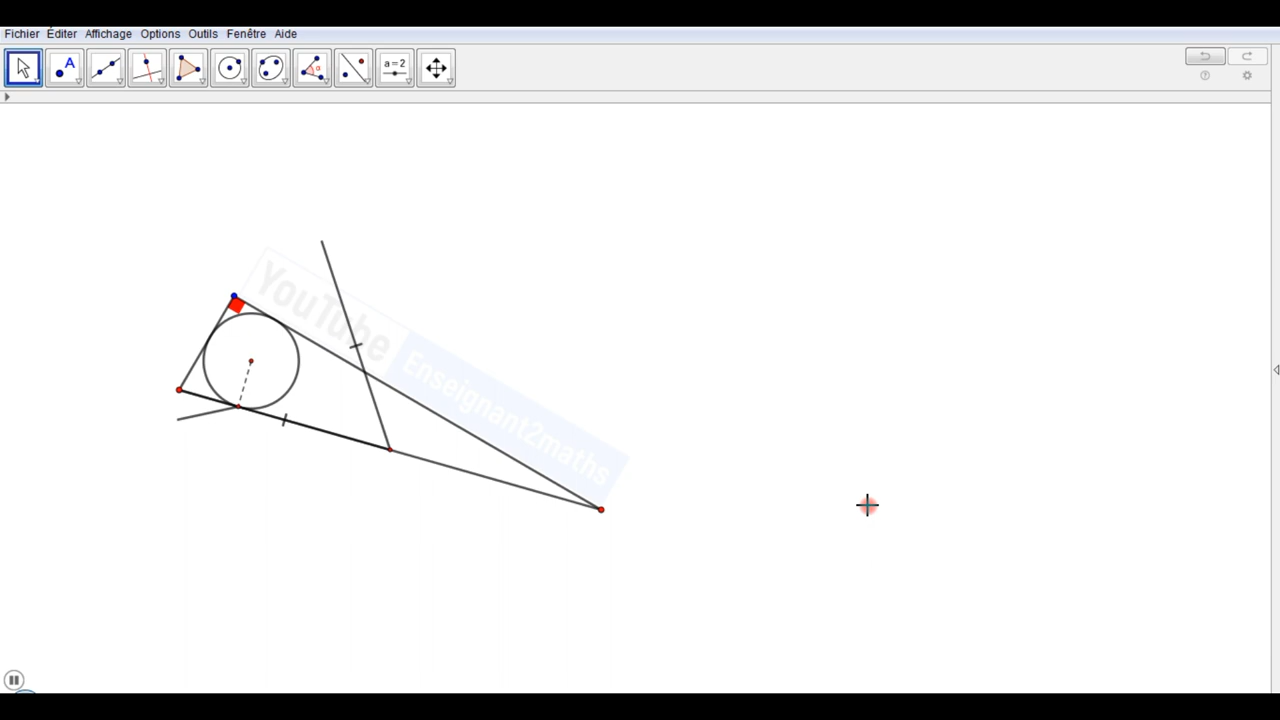 Fichier Éditer Affichage Options Outils Fenêtre Aide
A
α
a=2
YouTube Enseignant2maths